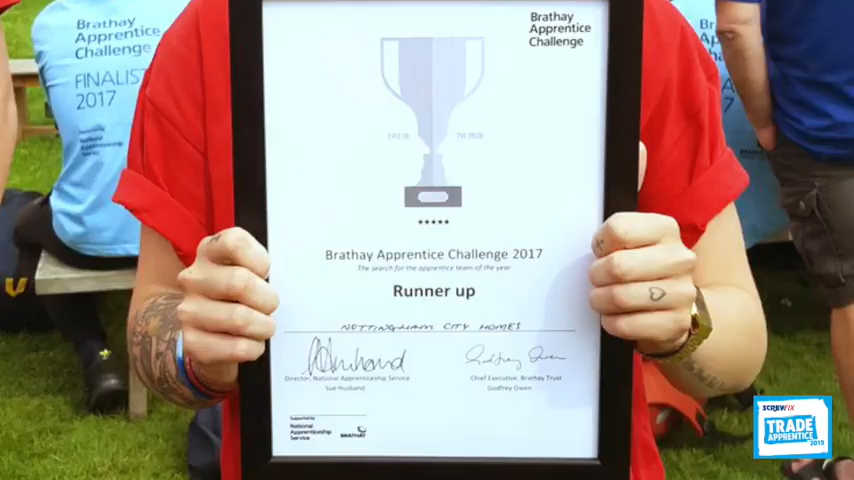 Brathay
Apprentice
Challenge
FINALIST
2017
Brathay
Apprentice
Challenge
EYES ON
THE PRIZE
★★★★★
Brathay Apprentice Challenge 2017
The search for the apprentice team of the year
Runner up
NOTTINGHAM CITY HOMES
Director, National Apprenticeship Service
Sue Husband
Chief Executive, Brathay Trust
Godfrey Owen
Supported by
National
Apprenticeship
Service
BRATHAY
SCREWFIX
TRADE
APPRENTICE
2019